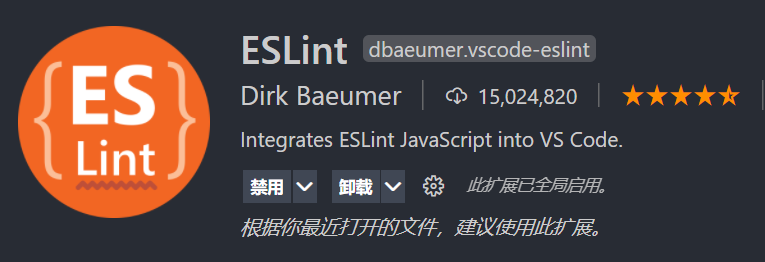 ES
Lint
ESLint dbaeumer.vscode-eslint
Dirk Baeumer 15,024,820
Integrates ESLint JavaScript into VS Code.
禁用 卸载 此扩展已全局启用。
根据你最近打开的文件，建议使用此扩展。